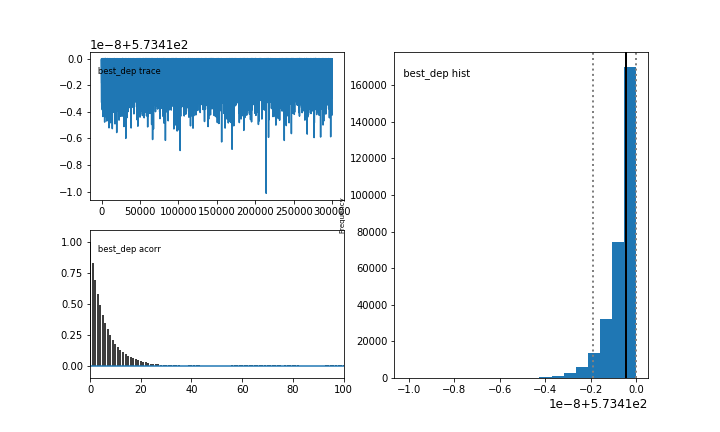 1e−8+5.7341e2
best_dep trace
0.0
−0.2
−0.4
−0.6
−0.8
−1.0
0 50000 100000 150000 200000 250000 300000
best_dep acorr
1.00
0.75
0.50
0.25
0.00
0 20 40 60 80 100
Frequency
best_dep hist
160000
140000
120000
100000
80000
60000
40000
20000
0
−1.0 −0.8 −0.6 −0.4 −0.2 0.0
1e−8+5.7341e2